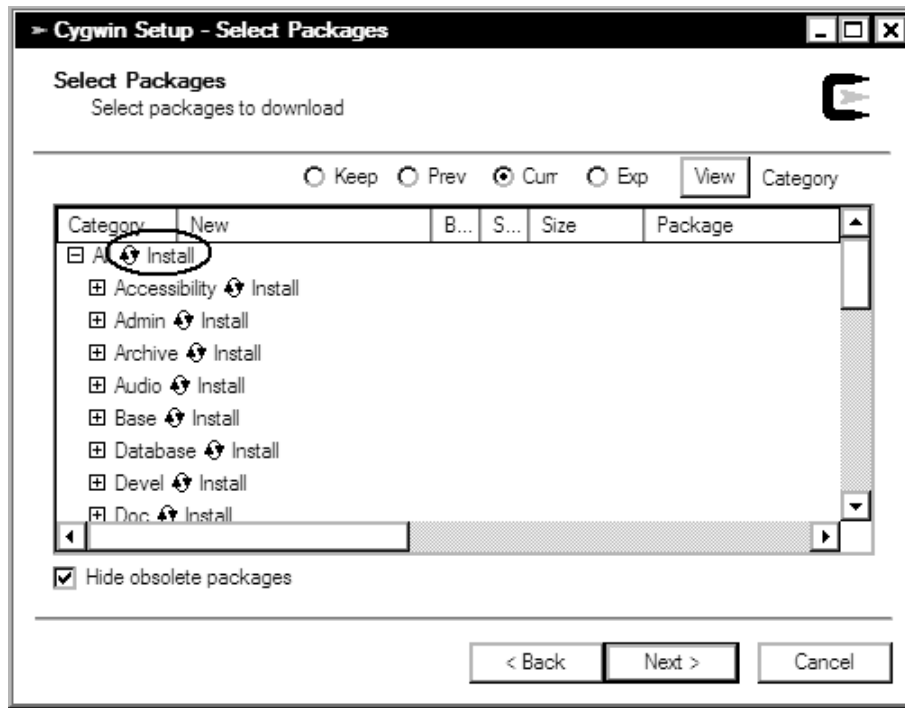 Cygwin Setup - Select Packages
Select Packages
Select packages to download
Keep Prev Curr Exp View Category
Category New B... S... Size Package
Al Install
Accessibility Install
Admin Install
Archive Install
Audio Install
Base Install
Database Install
Devel Install
Doc Install
Hide obsolete packages
< Back Next > Cancel